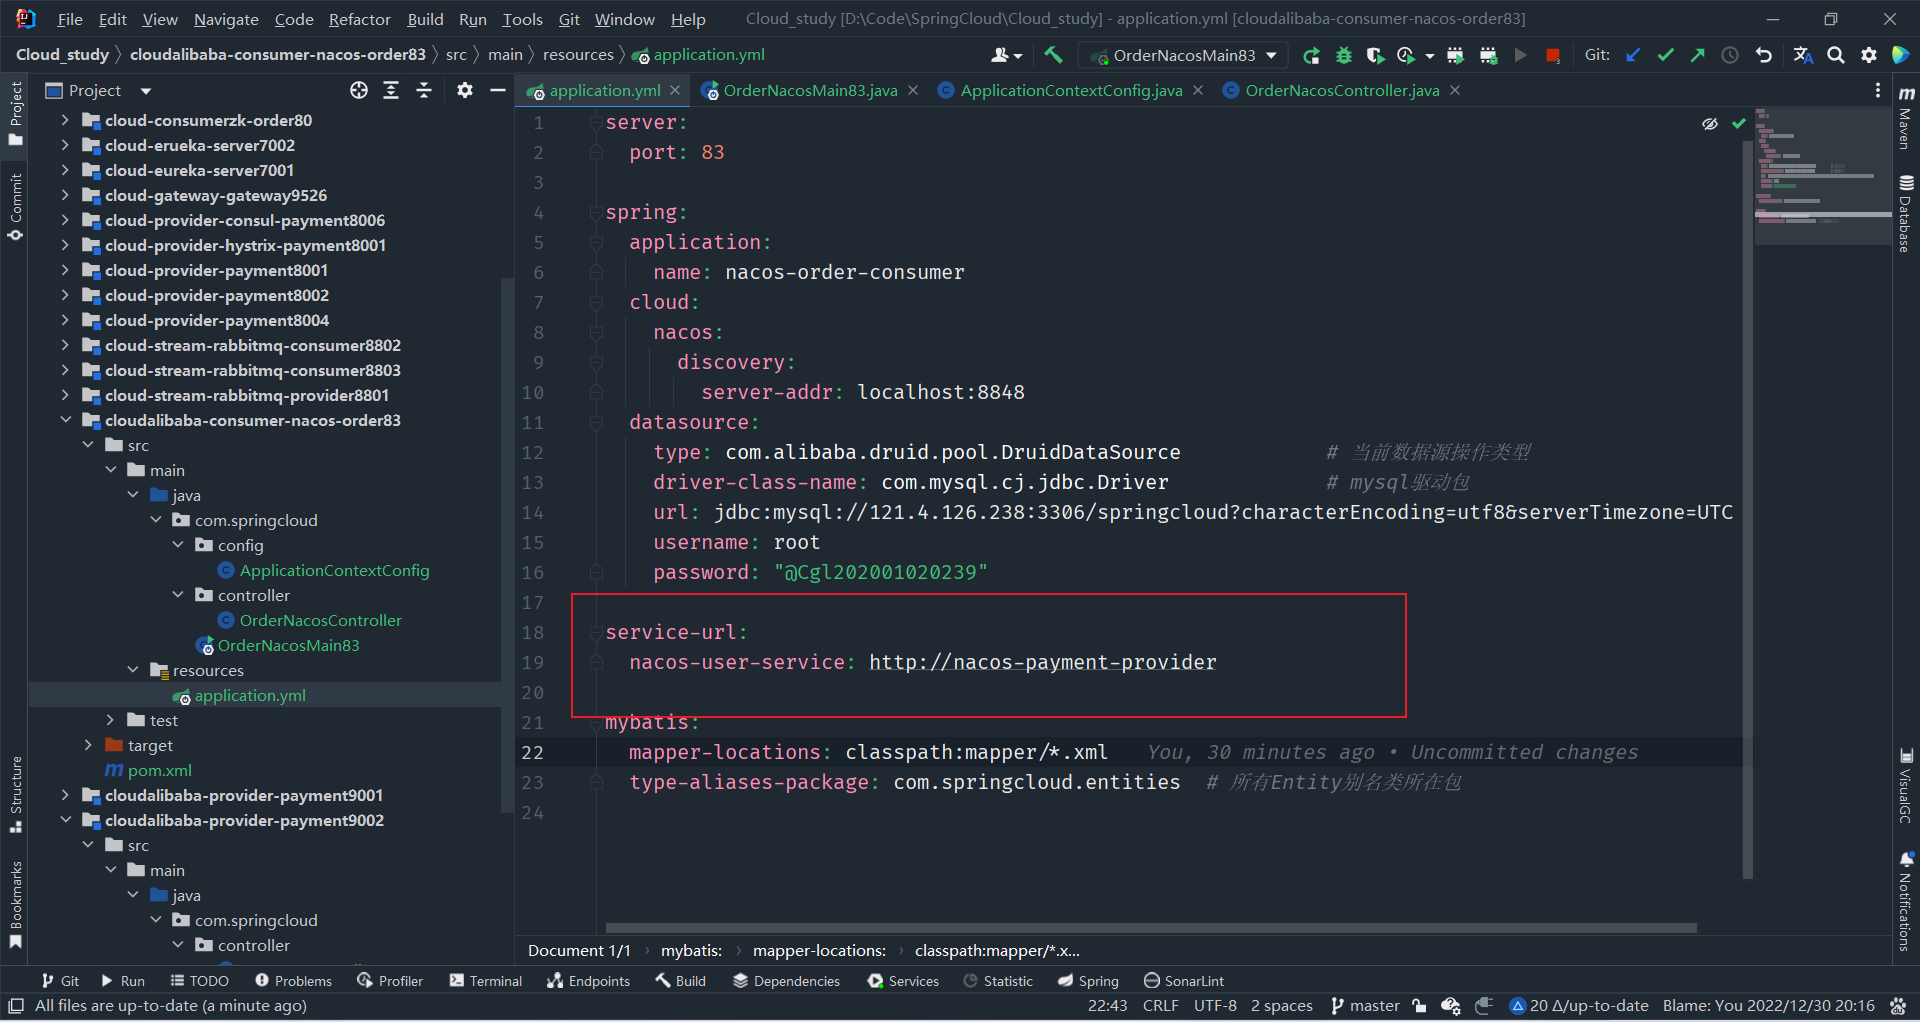 File Edit View Navigate Code Refactor Build Run Tools Git Window Help Cloud_study [D:\Code\SpringCloud\Cloud_study] - application.yml [cloudalibaba-consumer-nacos-order83]
Cloud_study cloudalibaba-consumer-nacos-order83 src main resources application.yml OrderNacosMain83 Git:
Project
application.yml OrderNacosMain83.java ApplicationContextConfig.java OrderNacosController.java
Project
Commit
Structure
Bookmarks
cloud-consumerzk-order80
cloud-erueka-server7002
cloud-eureka-server7001
cloud-gateway-gateway9526
cloud-provider-consul-payment8006
cloud-provider-hystrix-payment8001
cloud-provider-payment8001
cloud-provider-payment8002
cloud-provider-payment8004
cloud-stream-rabbitmq-consumer8802
cloud-stream-rabbitmq-consumer8803
cloud-stream-rabbitmq-provider8801
cloudalibaba-consumer-nacos-order83
src
main
java
com.springcloud
config
ApplicationContextConfig
controller
OrderNacosController
OrderNacosMain83
resources
application.yml
test
target
pom.xml
cloudalibaba-provider-payment9001
cloudalibaba-provider-payment9002
src
main
java
com.springcloud
controller
1 server:
2 port: 83
3
4 spring:
5 application:
6 name: nacos-order-consumer
7 cloud:
8 nacos:
9 discovery:
10 server-addr: localhost:8848
11 datasource:
12 type: com.alibaba.druid.pool.DruidDataSource # 当前数据源操作类型
13 driver-class-name: com.mysql.cj.jdbc.Driver # mysql驱动包
14 url: jdbc:mysql://121.4.126.238:3306/springcloud?characterEncoding=utf8&serverTimezone=UTC
15 username: root
16 password: "@Cgl202001020239"
17
18 service-url:
19 nacos-user-service: http://nacos-payment-provider
20
21 mybatis:
22 mapper-locations: classpath:mapper/*.xml You, 30 minutes ago • Uncommitted changes
23 type-aliases-package: com.springcloud.entities # 所有Entity别名类所在包
24
Maven
Database
VisualGC
Notifications
Document 1/1 mybatis: mapper-locations: classpath:mapper/*.x...
Git Run TODO Problems Profiler Terminal Endpoints Build Dependencies Services Statistic Spring SonarLint
All files are up-to-date (a minute ago) 22:43 CRLF UTF-8 2 spaces master 20 Δ/up-to-date Blame: You 2022/12/30 20:16